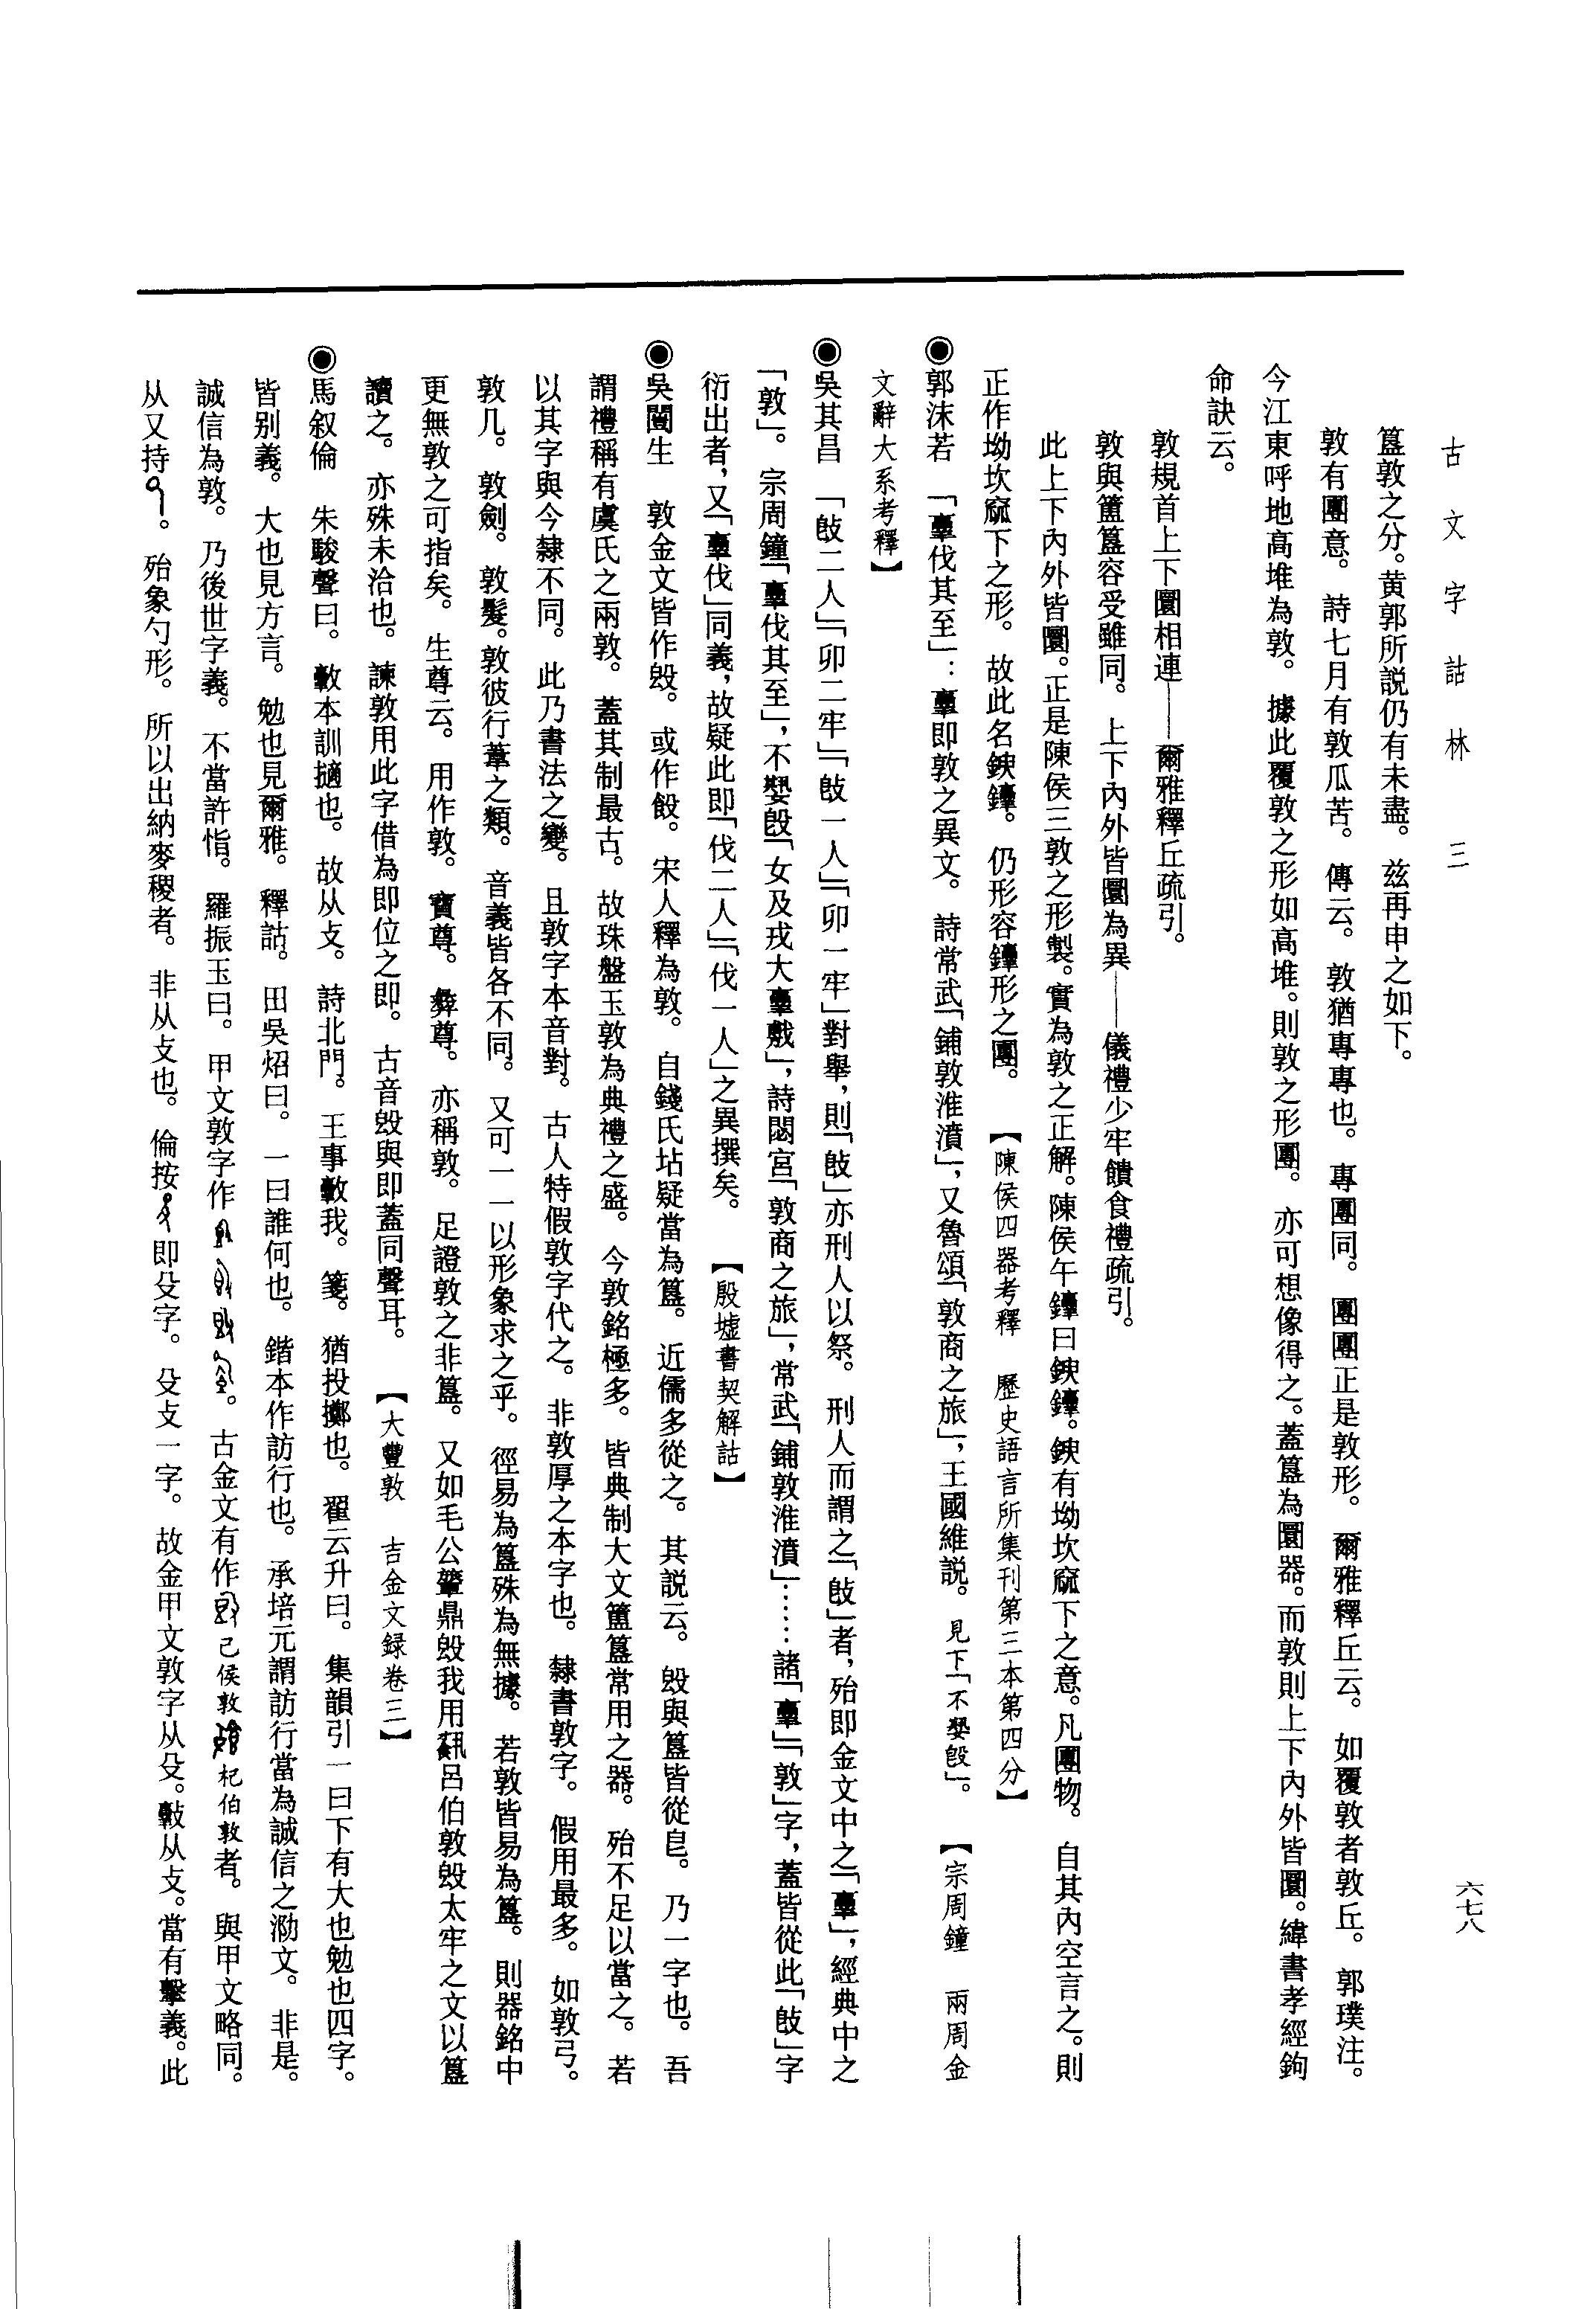 古文字詁林 三
六七八
簋敦之分。黄郭所説仍有未盡。兹再申之如下。
敦有團意。詩七月有敦瓜苦。傳云。敦猶專專也。專團同。團團正是敦形。爾雅釋丘云。如覆敦者敦丘。郭璞注。
今江東呼地高堆為敦。據此覆敦之形如高堆。則敦之形團。亦可想像得之。蓋簋為圜器。而敦則上下內外皆圜。緯書孝經鉤
命訣云。
敦規首上下圜相連——爾雅釋丘疏引。
敦與簠簋容受雖同。上下內外皆圜為異——儀禮少牢饋食禮疏引。
此上下內外皆圜。正是陳侯三敦之形製。實為敦之正解。陳侯午錞曰鉠錞。鉠有坳坎窳下之意。凡團物。自其內空言之。則
正作坳坎窳下之形。故此名鉠錞。仍形容錞形之團。 【陳侯四器考釋 歷史語言所集刊第三本第四分】
◉郭沫若 「𦎫伐其至」：𦎫即敦之異文。詩常武「鋪敦淮濆」，又魯頌「敦商之旅」，王國維説。見下「不𡢁𣪘」。 【宗周鐘 兩周金
文辭大系考釋】
◉吳其昌 「㪣二人」「卯二牢」「㪣一人」「卯一牢」對舉，則「㪣」亦刑人以祭。刑人而謂之「㪣」者，殆即金文中之「𦎫」，經典中之
「敦」。宗周鐘「𦎫伐其至」，不𡢁𣪘「女及戎大𦎫戲」，詩閟宮「敦商之旅」，常武「鋪敦淮濆」……諸「𦎫」「敦」字，蓋皆從此「㪣」字
衍出者，又「𦎫伐」同義，故疑此即「伐二人」「伐一人」之異撰矣。 【殷墟書契解詁】
◉吳闓生 敦金文皆作𣪘。或作𩚨。宋人釋為敦。自錢氏坫疑當為簋。近儒多從之。其説云。𣪘與簋皆從皀。乃一字也。吾
謂禮稱有虞氏之兩敦。蓋其制最古。故珠盤玉敦為典禮之盛。今敦銘極多。皆典制大文簠簋常用之器。殆不足以當之。若
以其字與今隸不同。此乃書法之變。且敦字本音對。古人特假敦字代之。非敦厚之本字也。隸書敦字。假用最多。如敦弓。
敦几。敦劍。敦髮。敦彼行葦之類。音義皆各不同。又可一一以形象求之乎。徑易為簋殊為無據。若敦皆易為簋。則器銘中
更無敦之可指矣。生尊云。用作敦。寶尊。彝尊。亦稱敦。足證敦之非簋。又如毛公肇鼎𣪘我用呂伯敦𣪘太牢之文以簋
讀之。亦殊未洽也。諫敦用此字借為即位之即。古音𣪘與即蓋同聲耳。 【大豐敦 吉金文録卷三】
◉馬叙倫 朱駿聲曰。𢿛本訓擿也。故从攴。詩北門。王事敦我。箋。猶投擲也。翟云升曰。集韻引一曰下有大也勉也四字。
皆别義。大也見方言。勉也見爾雅。釋詁。田吳炤曰。一曰誰何也。鍇本作訪行也。承培元謂訪行當為誠信之泐文。非是。
誠信為敦。乃後世字義。不當許恉。羅振玉曰。甲文敦字作。古金文有作己侯敦杞伯敦者。與甲文略同。
从又持。殆象勺形。所以出納麥稷者。非从攴也。倫按即殳字。殳攴一字。故金甲文敦字从殳。𢿛从攴。當有擊義。此